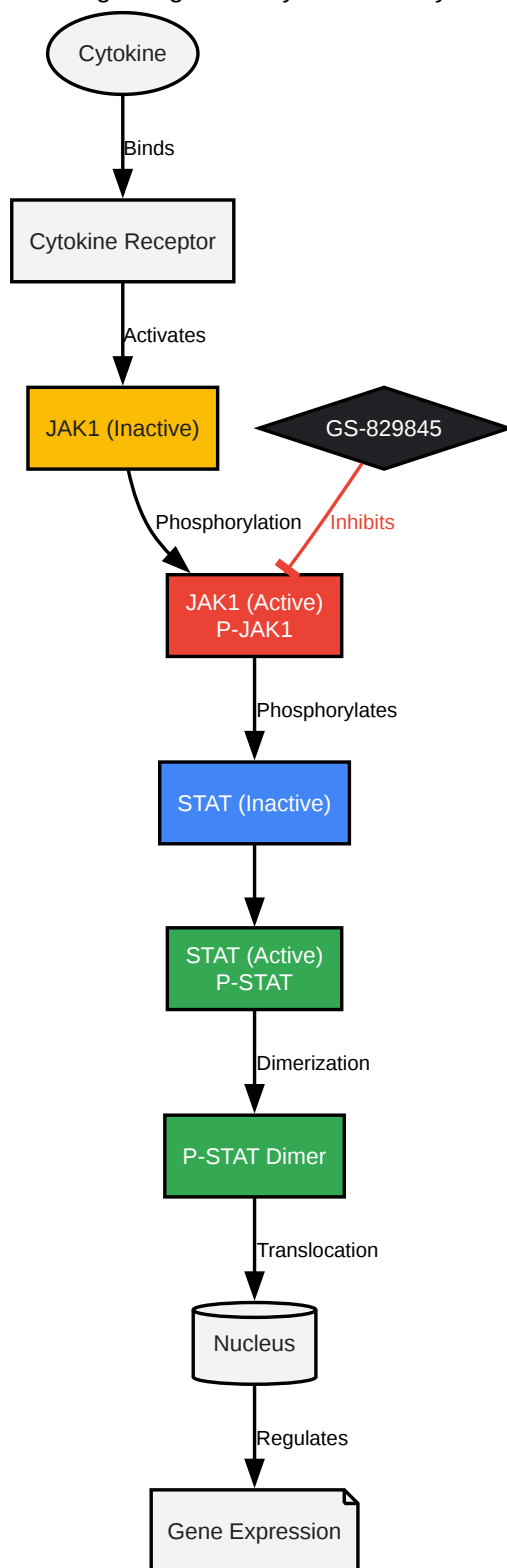 Cytokine
Binds
Cytokine Receptor
Activates
JAK1 (Inactive)
GS-829845
Phosphorylation
Inhibits
JAK1 (Active)
P-JAK1
Phosphorylates
STAT (Inactive)
STAT (Active)
P-STAT
Dimerization
P-STAT Dimer
Translocation
Nucleus
Regulates
Gene Expression